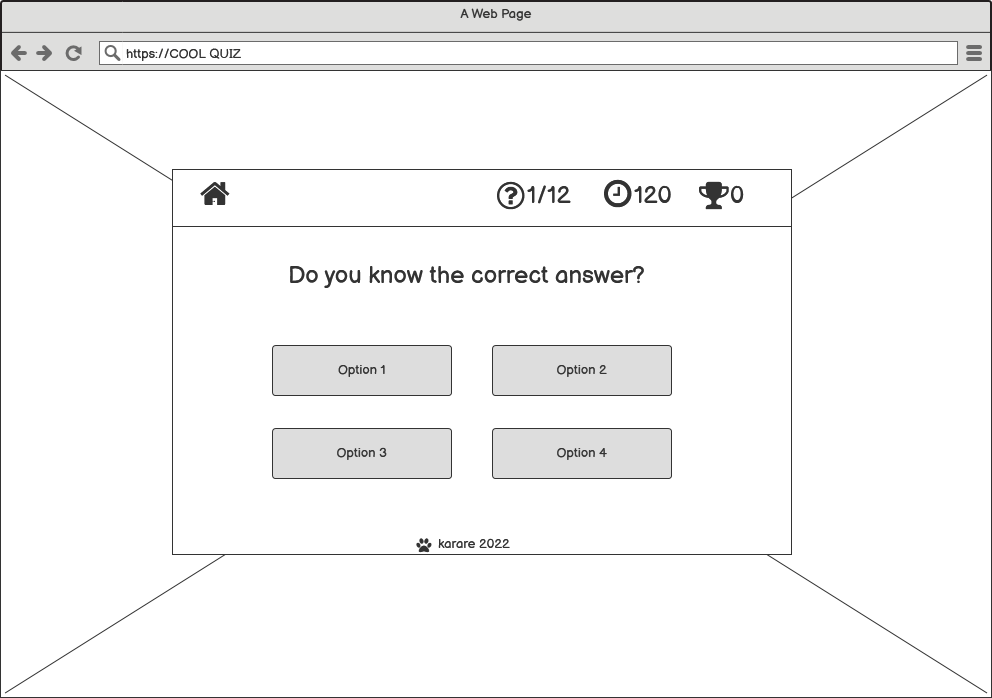 A Web Page
https://COOL QUIZ
?1/12 120 0
Do you know the correct answer?
Option 1 Option 2
Option 3 Option 4
karare 2022